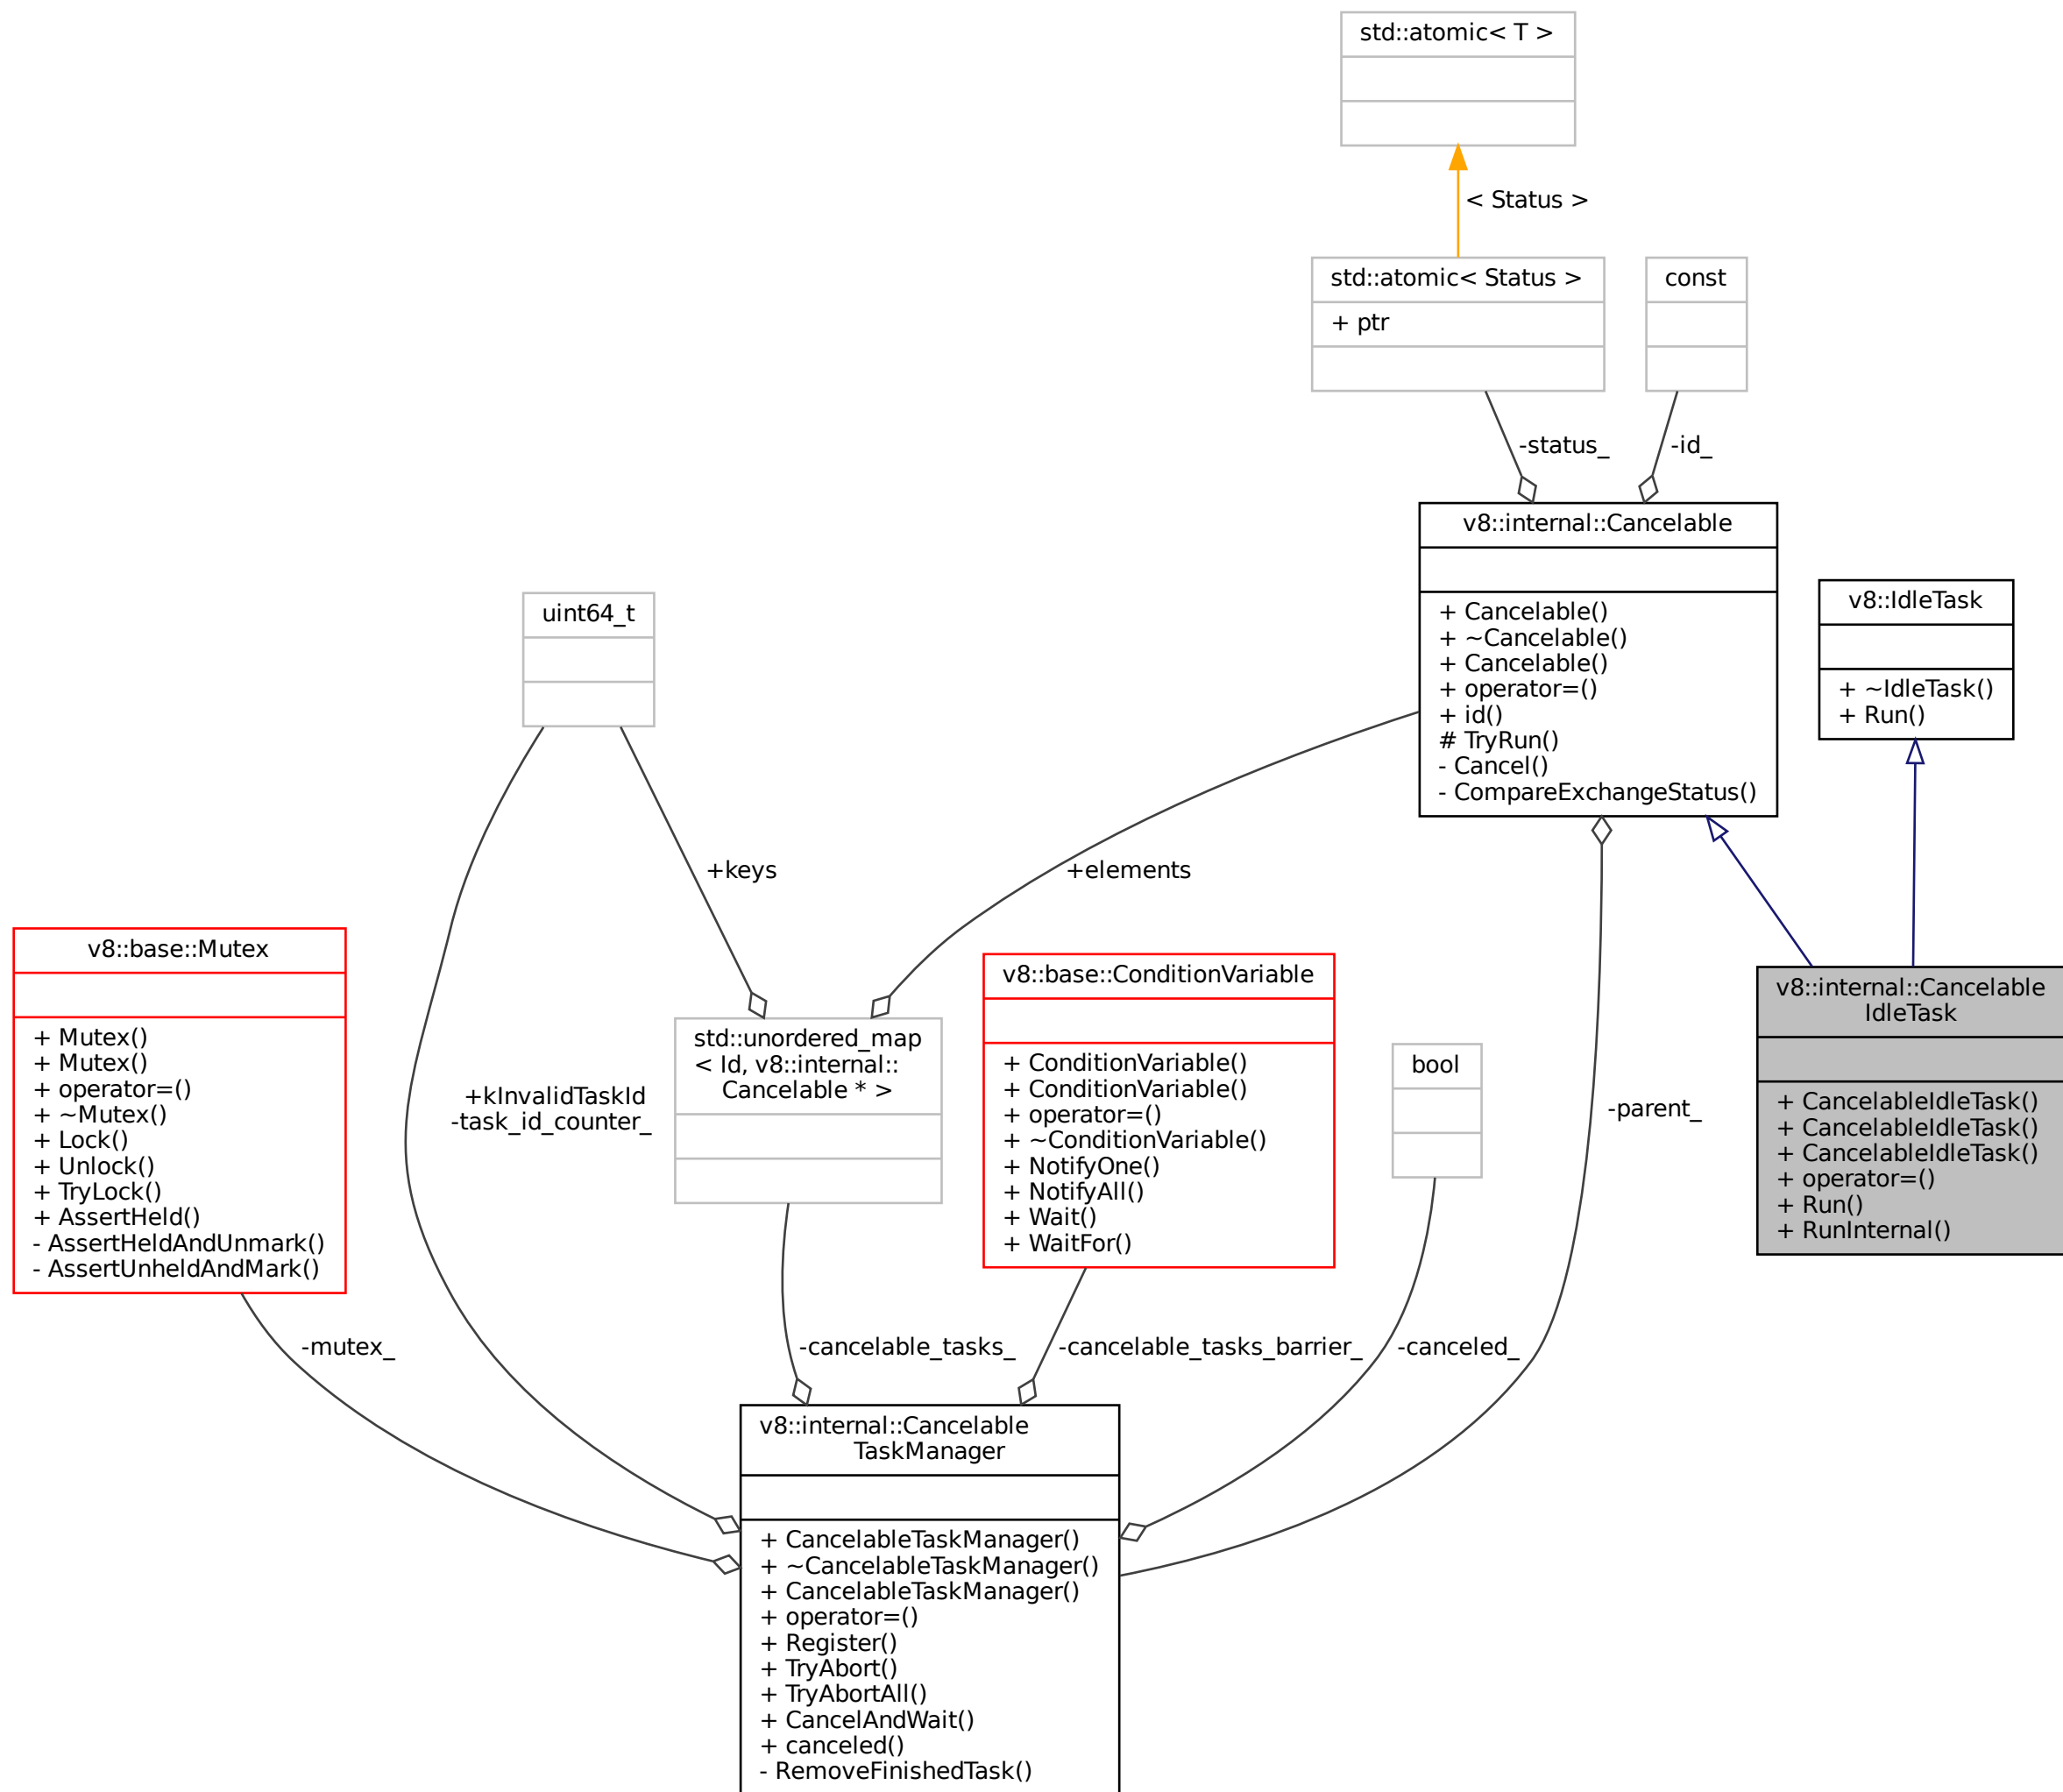 std::atomic< T >
< Status >
std::atomic< Status >
+ ptr
const
-status_
-id_
v8::internal::Cancelable
+ Cancelable()
+ ~Cancelable()
+ Cancelable()
+ operator=()
+ id()
# TryRun()
- Cancel()
- CompareExchangeStatus()
v8::IdleTask
+ ~IdleTask()
+ Run()
uint64_t
+keys
+elements
v8::base::Mutex
+ Mutex()
+ Mutex()
+ operator=()
+ ~Mutex()
+ Lock()
+ Unlock()
+ TryLock()
+ AssertHeld()
- AssertHeldAndUnmark()
- AssertUnheldAndMark()
+kInvalidTaskId
-task_id_counter_
std::unordered_map
< Id, v8::internal::
Cancelable * >
v8::base::ConditionVariable
+ ConditionVariable()
+ ConditionVariable()
+ operator=()
+ ~ConditionVariable()
+ NotifyOne()
+ NotifyAll()
+ Wait()
+ WaitFor()
bool
-parent_
v8::internal::Cancelable
IdleTask
+ CancelableIdleTask()
+ CancelableIdleTask()
+ CancelableIdleTask()
+ operator=()
+ Run()
+ RunInternal()
-mutex_
-cancelable_tasks_
-cancelable_tasks_barrier_
-canceled_
v8::internal::Cancelable
TaskManager
+ CancelableTaskManager()
+ ~CancelableTaskManager()
+ CancelableTaskManager()
+ operator=()
+ Register()
+ TryAbort()
+ TryAbortAll()
+ CancelAndWait()
+ canceled()
- RemoveFinishedTask()